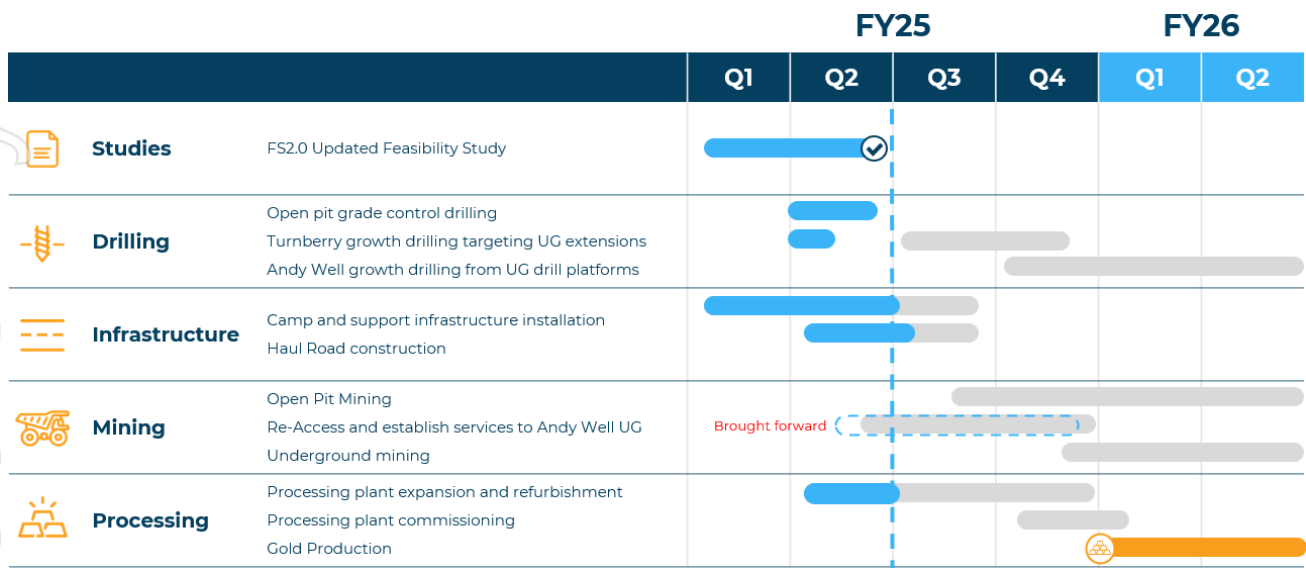 FY25 FY26
Q1 Q2 Q3 Q4 Q1 Q2
Studies FS2.0 Updated Feasibility Study
Open pit grade control drilling
Drilling Turnberry growth drilling targeting UG extensions
Andy Well growth drilling from UG drill platforms
Camp and support infrastructure installation
Infrastructure
Haul Road construction
Open Pit Mining
Mining Re-Access and establish services to Andy Well UG Brought forward
Underground mining
Processing plant expansion and refurbishment
Processing Processing plant commissioning
Gold Production